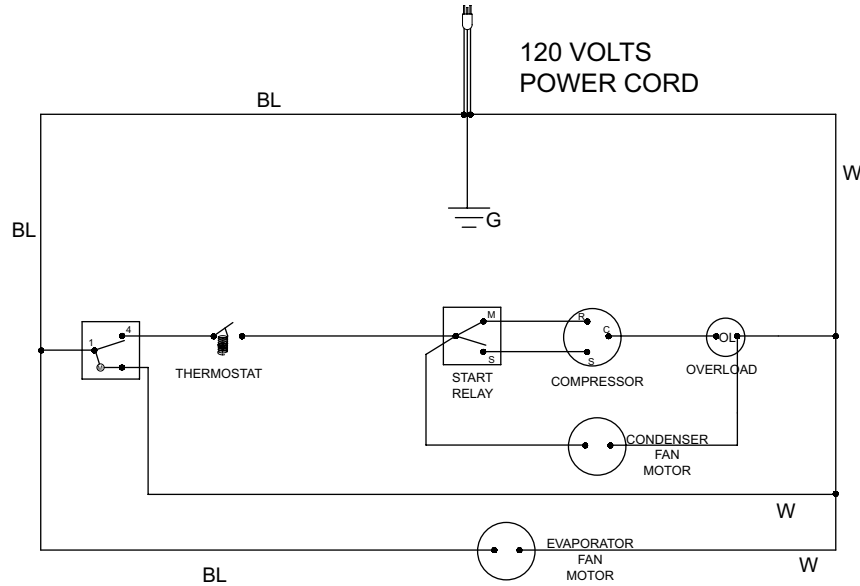 120 VOLTS
POWER CORD
BL
W
BL
G
4
1
M
THERMOSTAT
M
S
START
RELAY
R
C
S
COMPRESSOR
OL
OVERLOAD
CONDENSER
FAN
MOTOR
W
EVAPORATOR
FAN
MOTOR
BL
W